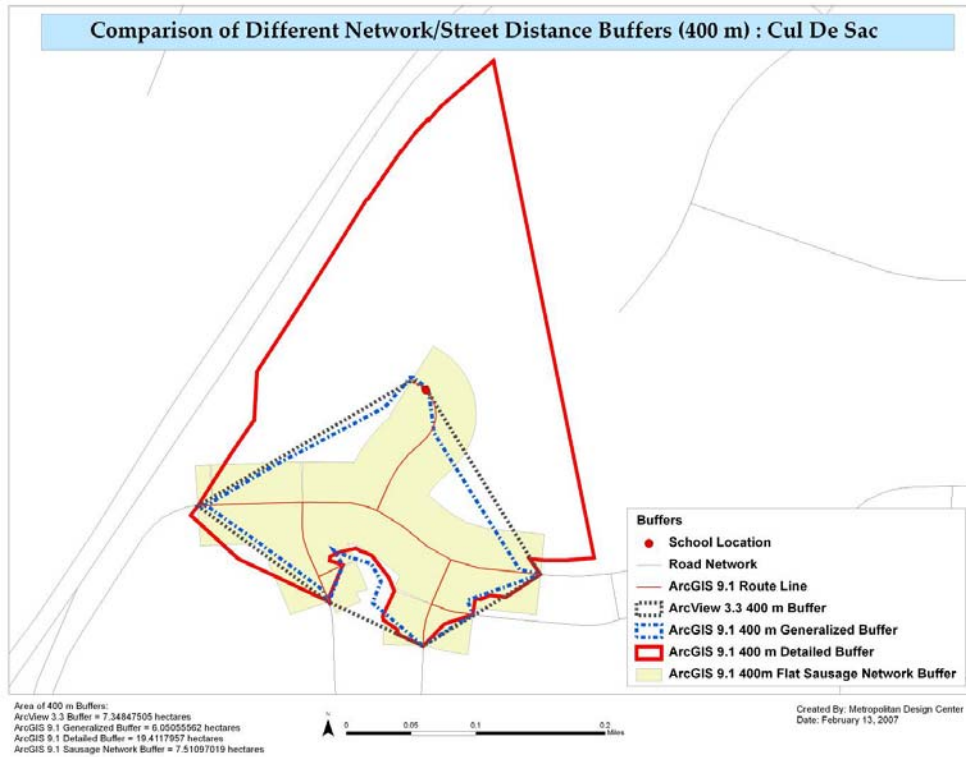 Comparison of Different Network/Street Distance Buffers (400 m) : Cul De Sac
Buffers
School Location
Road Network
ArcGIS 9.1 Route Line
ArcView 3.3 400 m Buffer
ArcGIS 9.1 400 m Generalized Buffer
ArcGIS 9.1 400 m Detailed Buffer
ArcGIS 9.1 400m Flat Sausage Network Buffer
Area of 400 m Buffers:
ArcView 3.3 Buffer = 7.34847505 hectares
ArcGIS 9.1 Generalized Buffer = 6.05055562 hectares
ArcGIS 9.1 Detailed Buffer = 19.4117957 hectares
ArcGIS 9.1 Sausage Network Buffer = 7.51097019 hectares
N
0 0.05 0.1 0.2
Miles
Created By: Metropolitan Design Center
Date: February 13, 2007